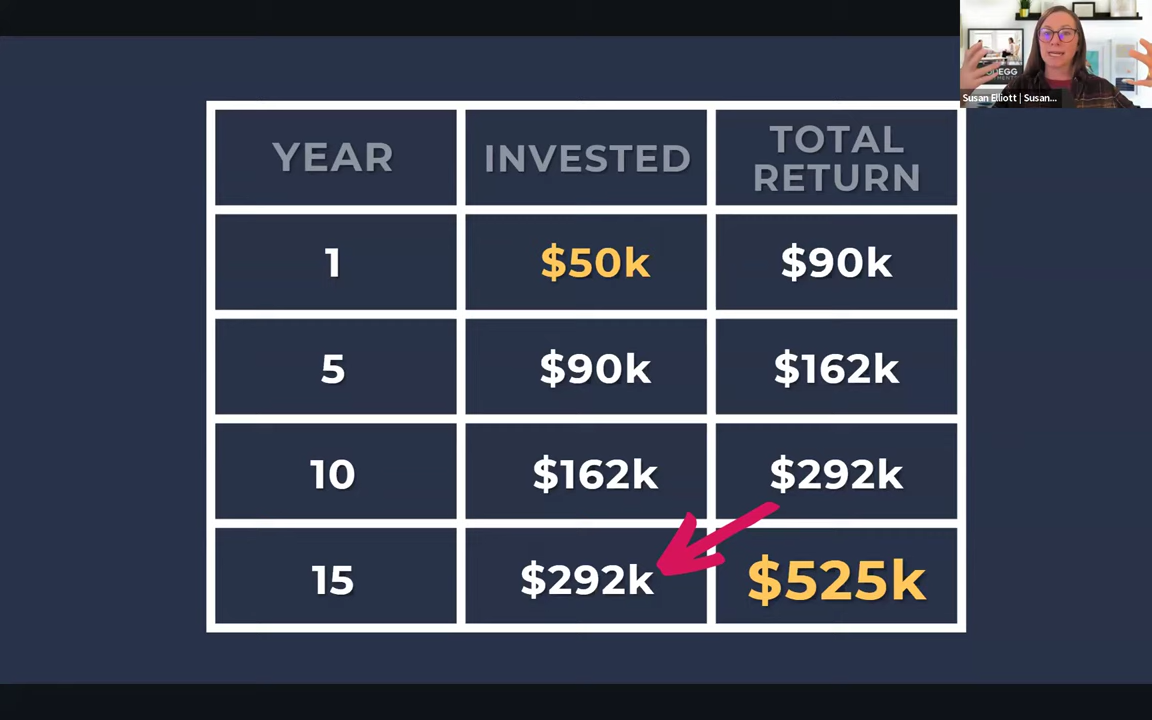 EGG
Susan Elliott | Susan...
YEAR
INVESTED
TOTAL
RETURN
1
$50k
$90k
5
$90k
$162k
10
$162k
$292k
15
$292k
$525k